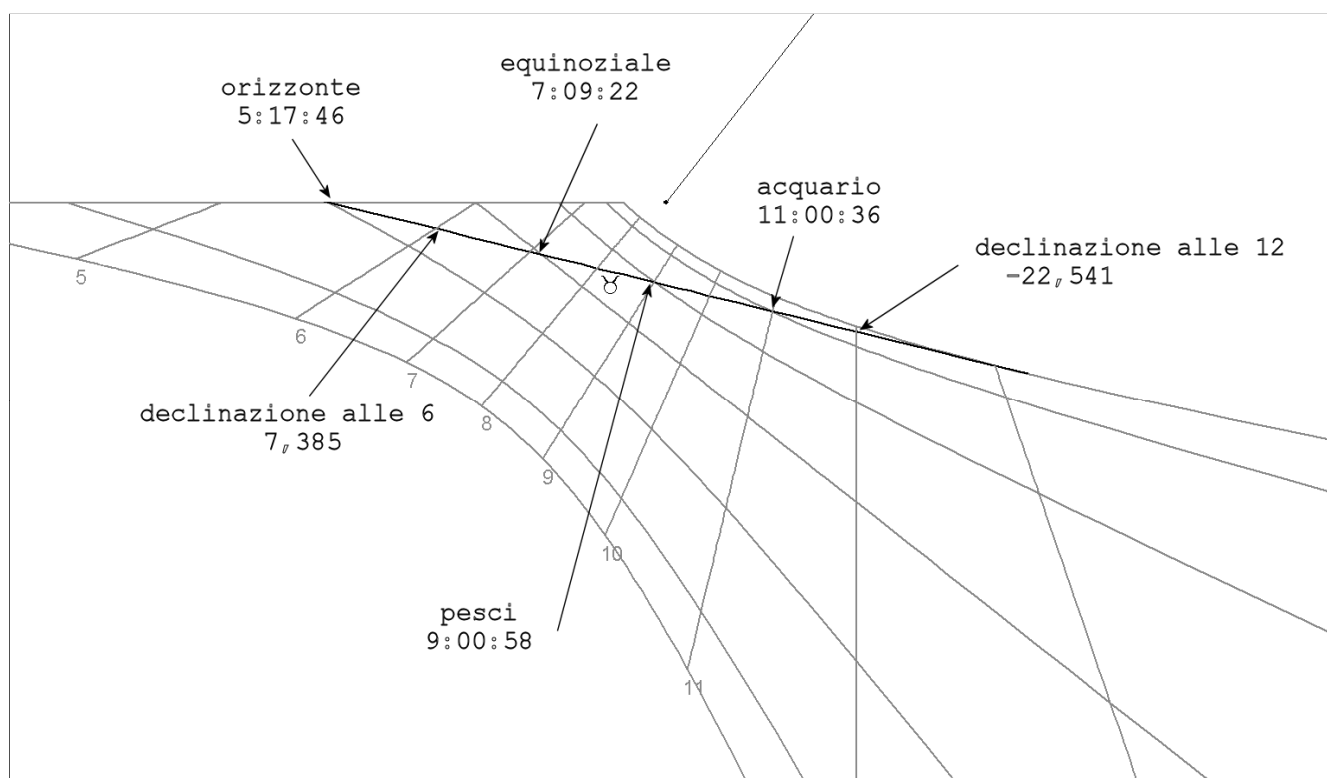 equinoziale
7:09:22
orizzonte
5:17:46
acquario
11:00:36
declinazione alle 12
-22,541
5
6
7
8
9
10
11
declinazione alle 6
7,385
pesci
9:00:58